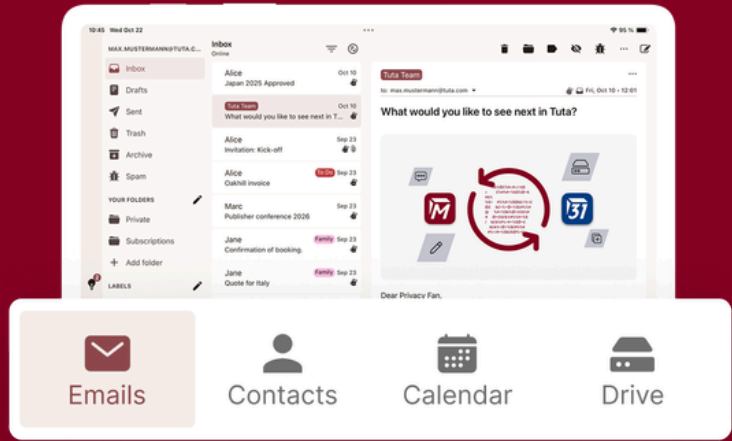 10:45 Wed Oct 22
95 %
MAX.MUSTERMANN@TUTA.C...
Inbox
Drafts
Sent
Trash
Archive
Spam
YOUR FOLDERS
Private
Subscriptions
Add folder
LABELS
Inbox
Online
Alice Oct 10
Japan 2025 Approved
Tuta Team Oct 10
What would you like to see next in T...
Alice Sep 23
Invitation: Kick-off
Alice To Do Sep 23
Oakhill invoice
Marc Sep 23
Publisher conference 2026
Jane Family Sep 23
Confirmation of booking.
Jane Family Sep 23
Quote for Italy
Tuta Team
to: max.mustermann@tuta.com
Fri, Oct 10 • 12:01
What would you like to see next in Tuta?
M
31
Dear Privacy Fan,
Emails
Contacts
Calendar
Drive